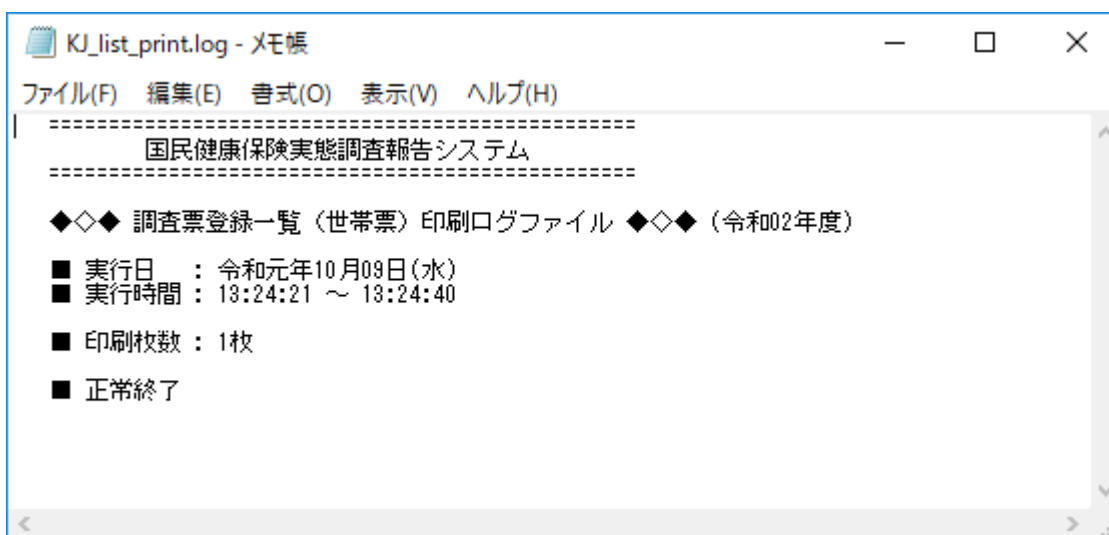 KJ_list_print.log - メモ帳
ファイル(F) 編集(E) 書式(O) 表示(V) ヘルプ(H)
=================================================
国民健康保険実態調査報告システム
=================================================
◆◇◆ 調査票登録一覧（世帯票）印刷ログファイル ◆◇◆（令和02年度）
■ 実行日 : 令和元年10月09日(水)
■ 実行時間 : 13:24:21 ～ 13:24:40
■ 印刷枚数 : 1枚
■ 正常終了